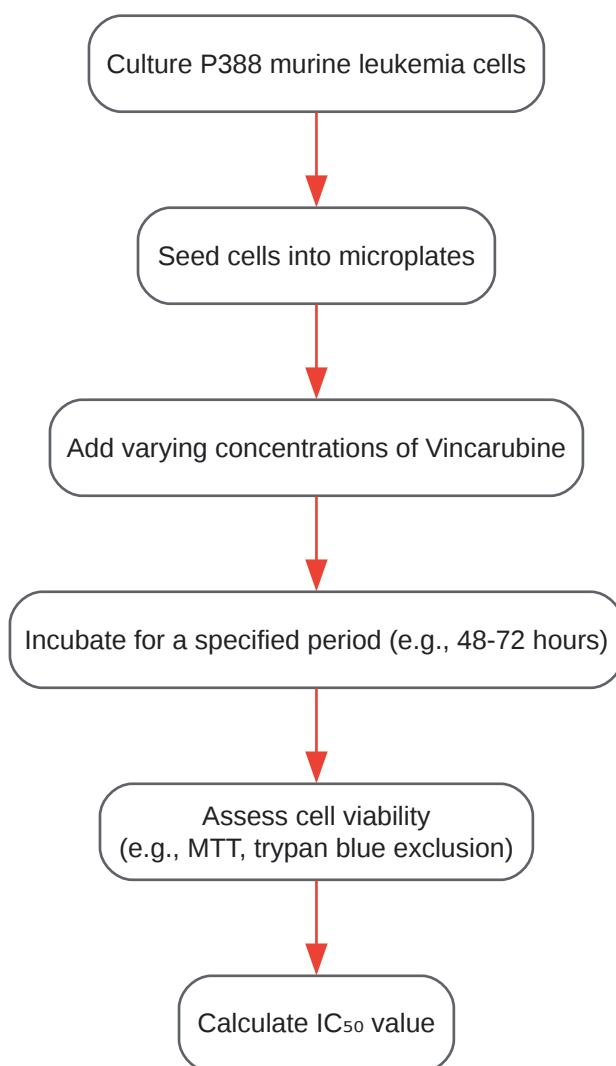 Culture P388 murine leukemia cells
Seed cells into microplates
Add varying concentrations of Vincarubine
Incubate for a specified period (e.g., 48-72 hours)
Assess cell viability
(e.g., MTT, trypan blue exclusion)
Calculate IC₅₀ value